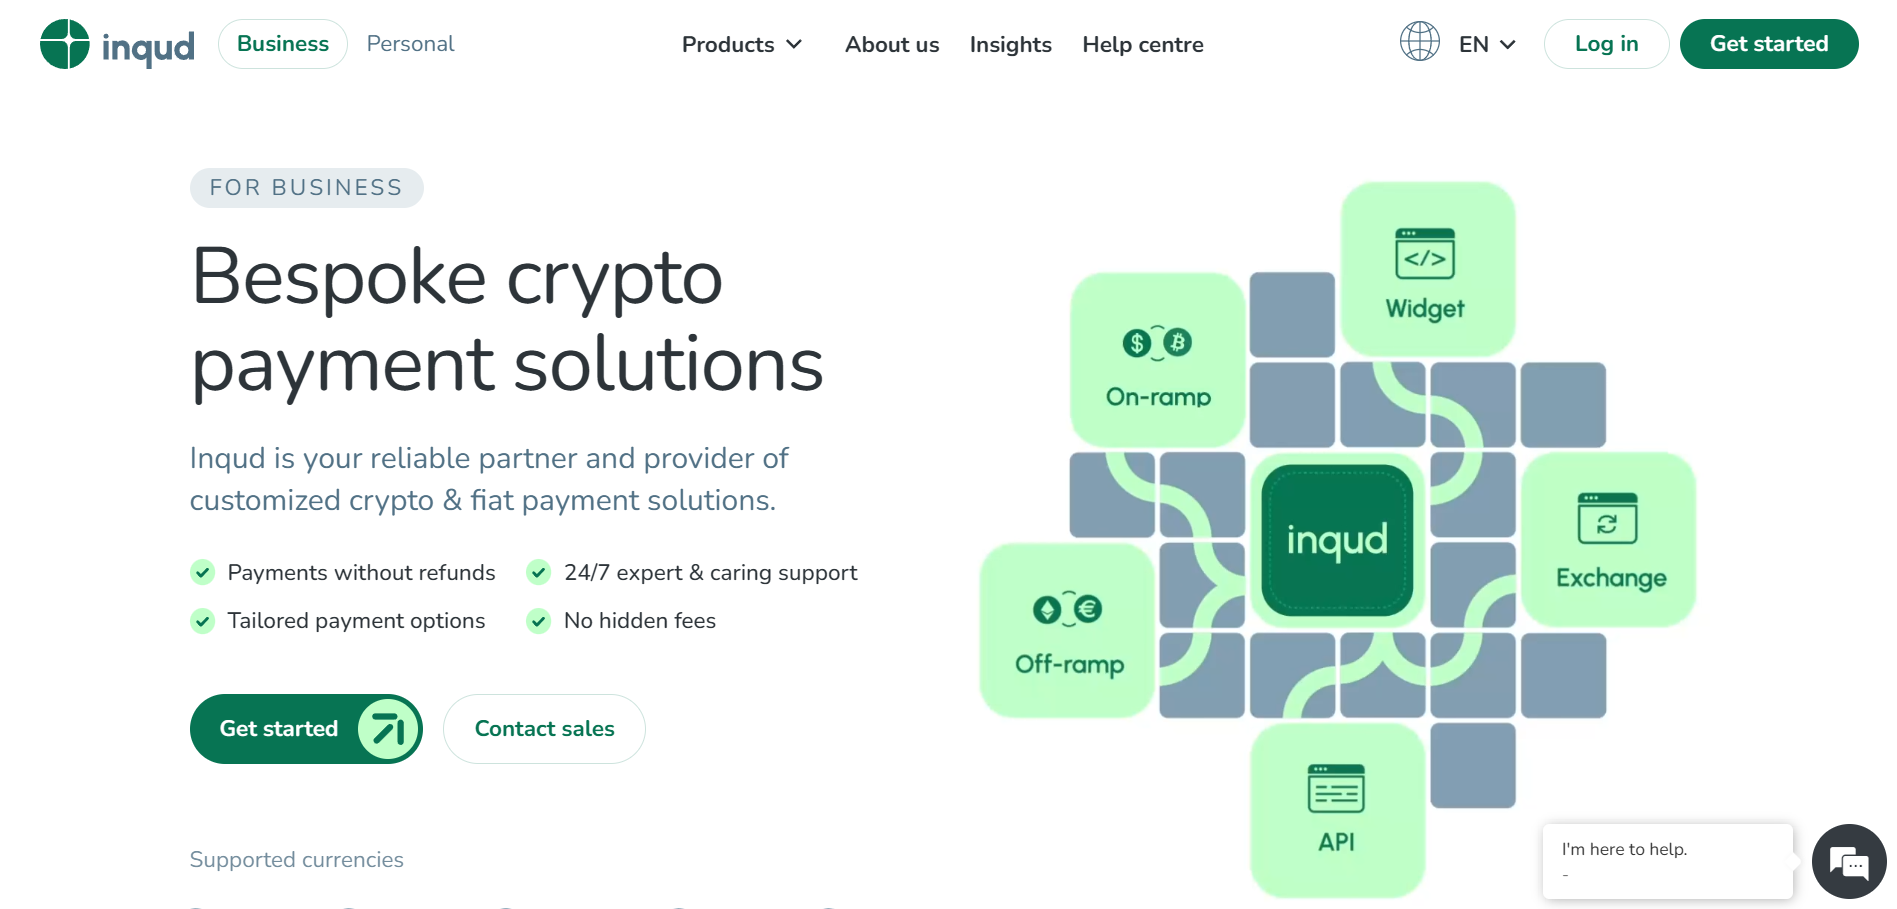 inqud
Business
Personal
Products
About us
Insights
Help centre
EN
Log in
Get started
FOR BUSINESS
Bespoke crypto
payment solutions
Inqud is your reliable partner and provider of
customized crypto & fiat payment solutions.
Payments without refunds
24/7 expert & caring support
Tailored payment options
No hidden fees
Get started
Contact sales
Supported currencies
Widget
On-ramp
inqud
Exchange
Off-ramp
API
I'm here to help.
-